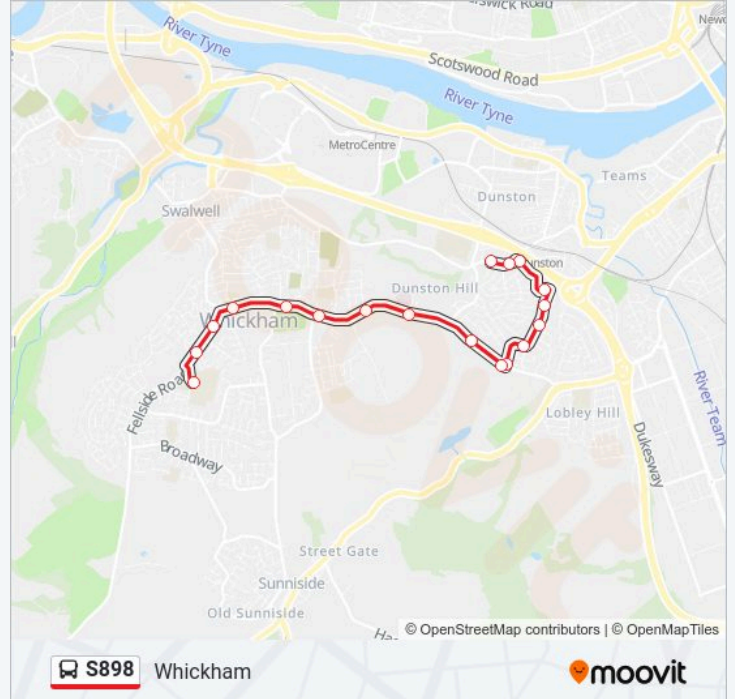 River Tyne
Scotswood Road
River Tyne
MetroCentre
Teams
Dunston
Swalwell
Dunston Hill
Whickham
Fellside Road
Lobley Hill
River Team
Broadway
Dukesway
Street Gate
Sunniside
Old Sunniside
© OpenStreetMap contributors | © OpenMapTiles
S898 Whickham
moovit